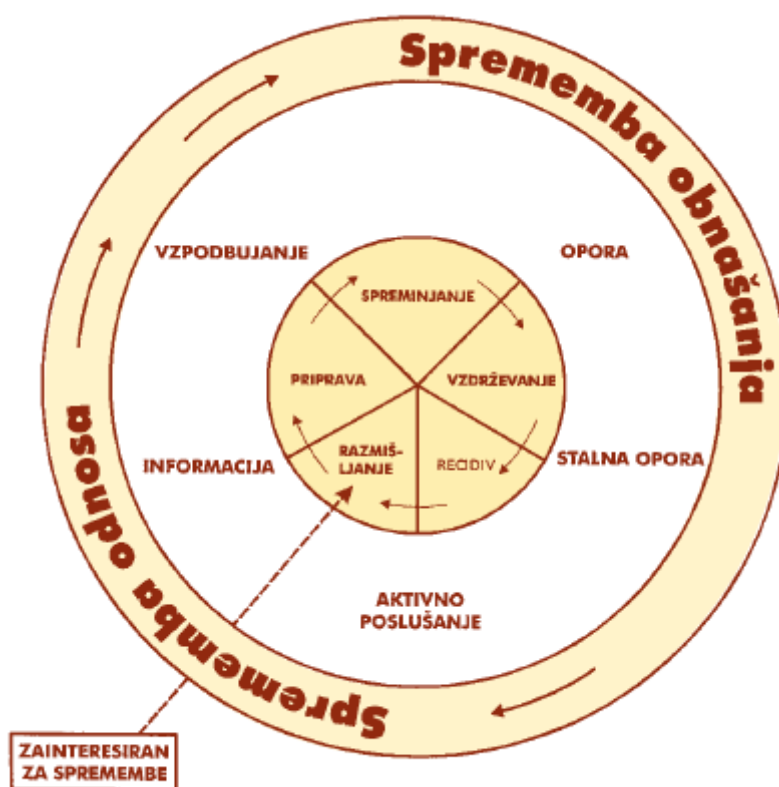 Sprememba obnašanja
VZPODBUJANJE
OPORA
SPREMINJANJE
PRIPRAVA
VZDRŽEVANJE
RAZMIŠ-
LJANJE
RECIDIV
INFORMACIJA
STALNA OPORA
AKTIVNO
POSLUŠANJE
Sprememba odnosa
ZAINTERESIRAN
ZA SPREMEMBE